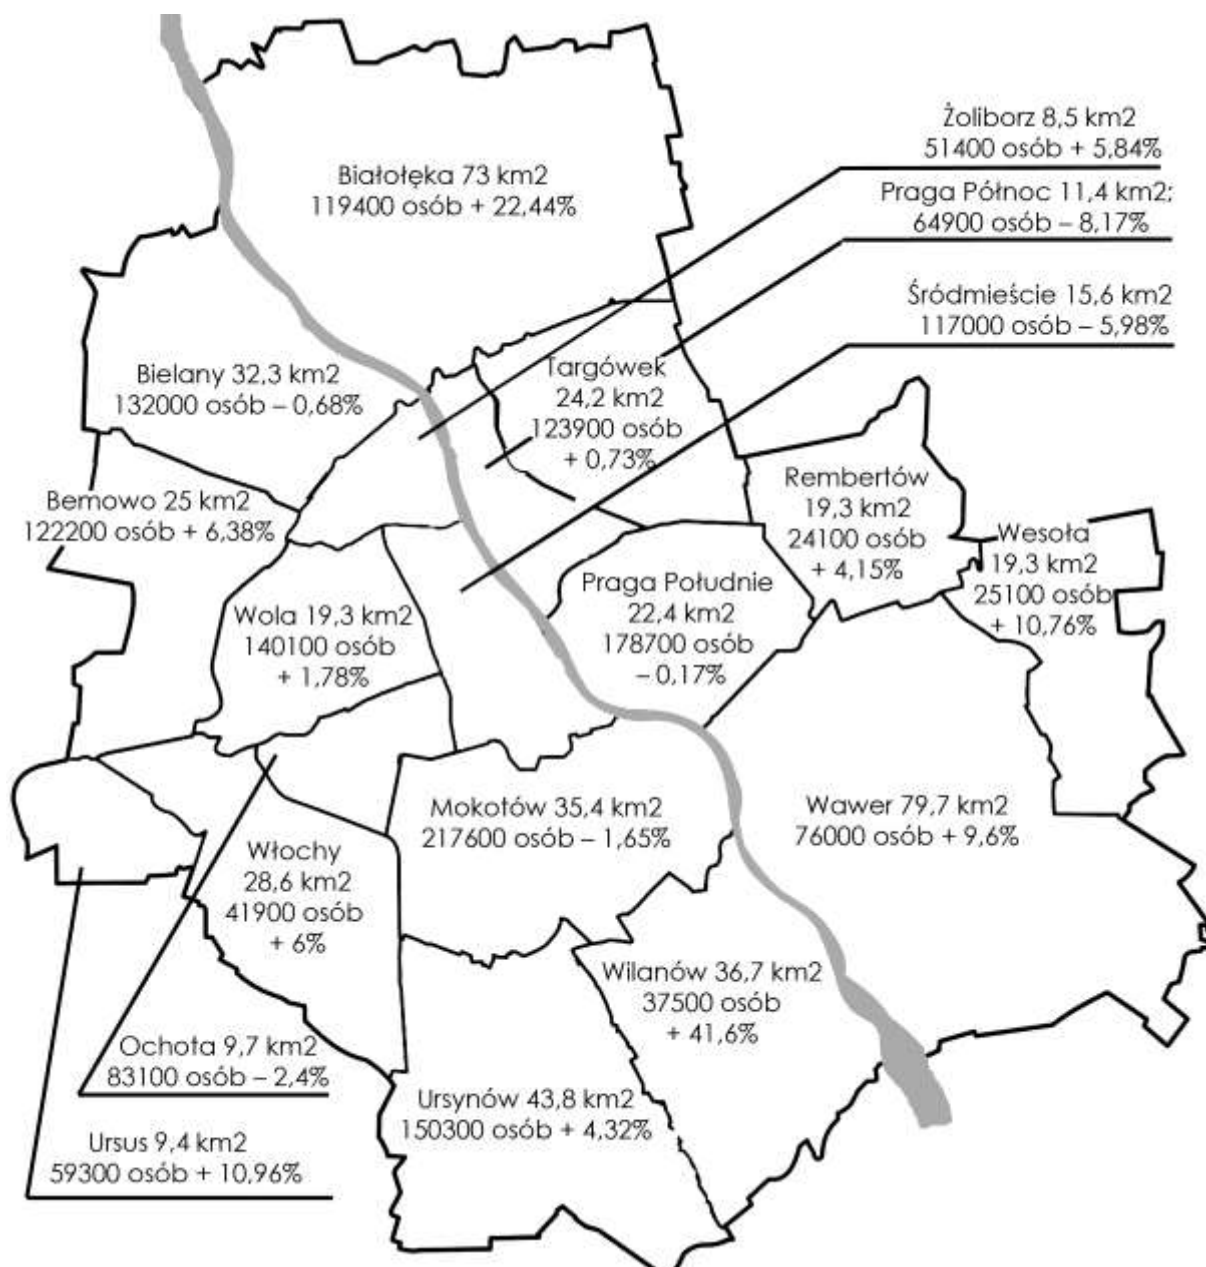 Żoliborz 8,5 km2
51400 osób + 5,84%
Białołęka 73 km2
119400 osób + 22,44%
Praga Północ 11,4 km2;
64900 osób – 8,17%
Śródmieście 15,6 km2
117000 osób – 5,98%
Bielany 32,3 km2
132000 osób – 0,68%
Targówek
24,2 km2
123900 osób
+ 0,73%
Bemowo 25 km2
122200 osób + 6,38%
Rembertów
19,3 km2
24100 osób
+ 4,15%
Wesoła
19,3 km2
25100 osób
+ 10,76%
Wola 19,3 km2
140100 osób
+ 1,78%
Praga Południe
22,4 km2
178700 osób
– 0,17%
Mokotów 35,4 km2
217600 osób – 1,65%
Wawer 79,7 km2
76000 osób + 9,6%
Włochy
28,6 km2
41900 osób
+ 6%
Wilanów 36,7 km2
37500 osób
+ 41,6%
Ochota 9,7 km2
83100 osób – 2,4%
Ursynów 43,8 km2
150300 osób + 4,32%
Ursus 9,4 km2
59300 osób + 10,96%